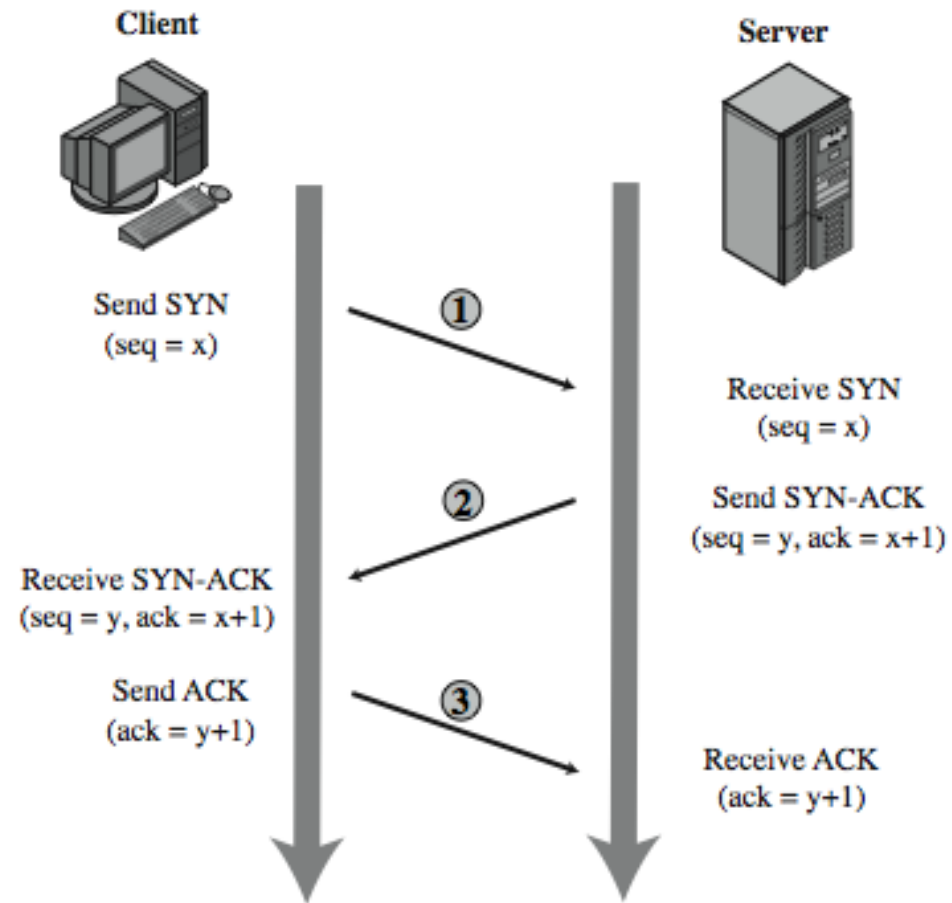 Client
Server
Send SYN
(seq = x)
1
Receive SYN
(seq = x)
2
Send SYN-ACK
(seq = y, ack = x+1)
Receive SYN-ACK
(seq = y, ack = x+1)
Send ACK
(ack = y+1)
3
Receive ACK
(ack = y+1)